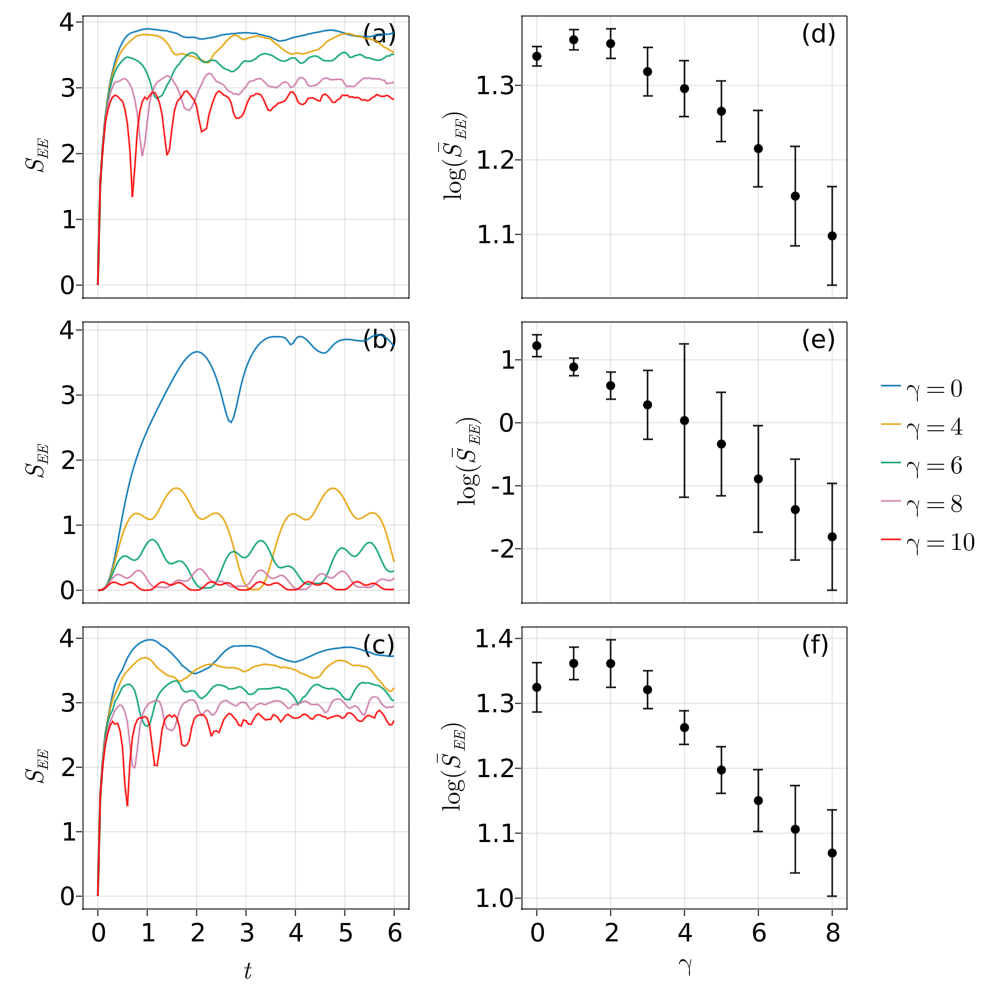 4
3
2
1
0
S_EE
(a)
1.3
1.2
1.1
log(S̄_EE)
(d)
4
3
2
1
0
S_EE
(b)
1
0
-1
-2
log(S̄_EE)
(e)
γ = 0
γ = 4
γ = 6
γ = 8
γ = 10
4
3
2
1
0
S_EE
(c)
0 1 2 3 4 5 6
t
1.4
1.3
1.2
1.1
1.0
log(S̄_EE)
(f)
0 2 4 6 8
γ